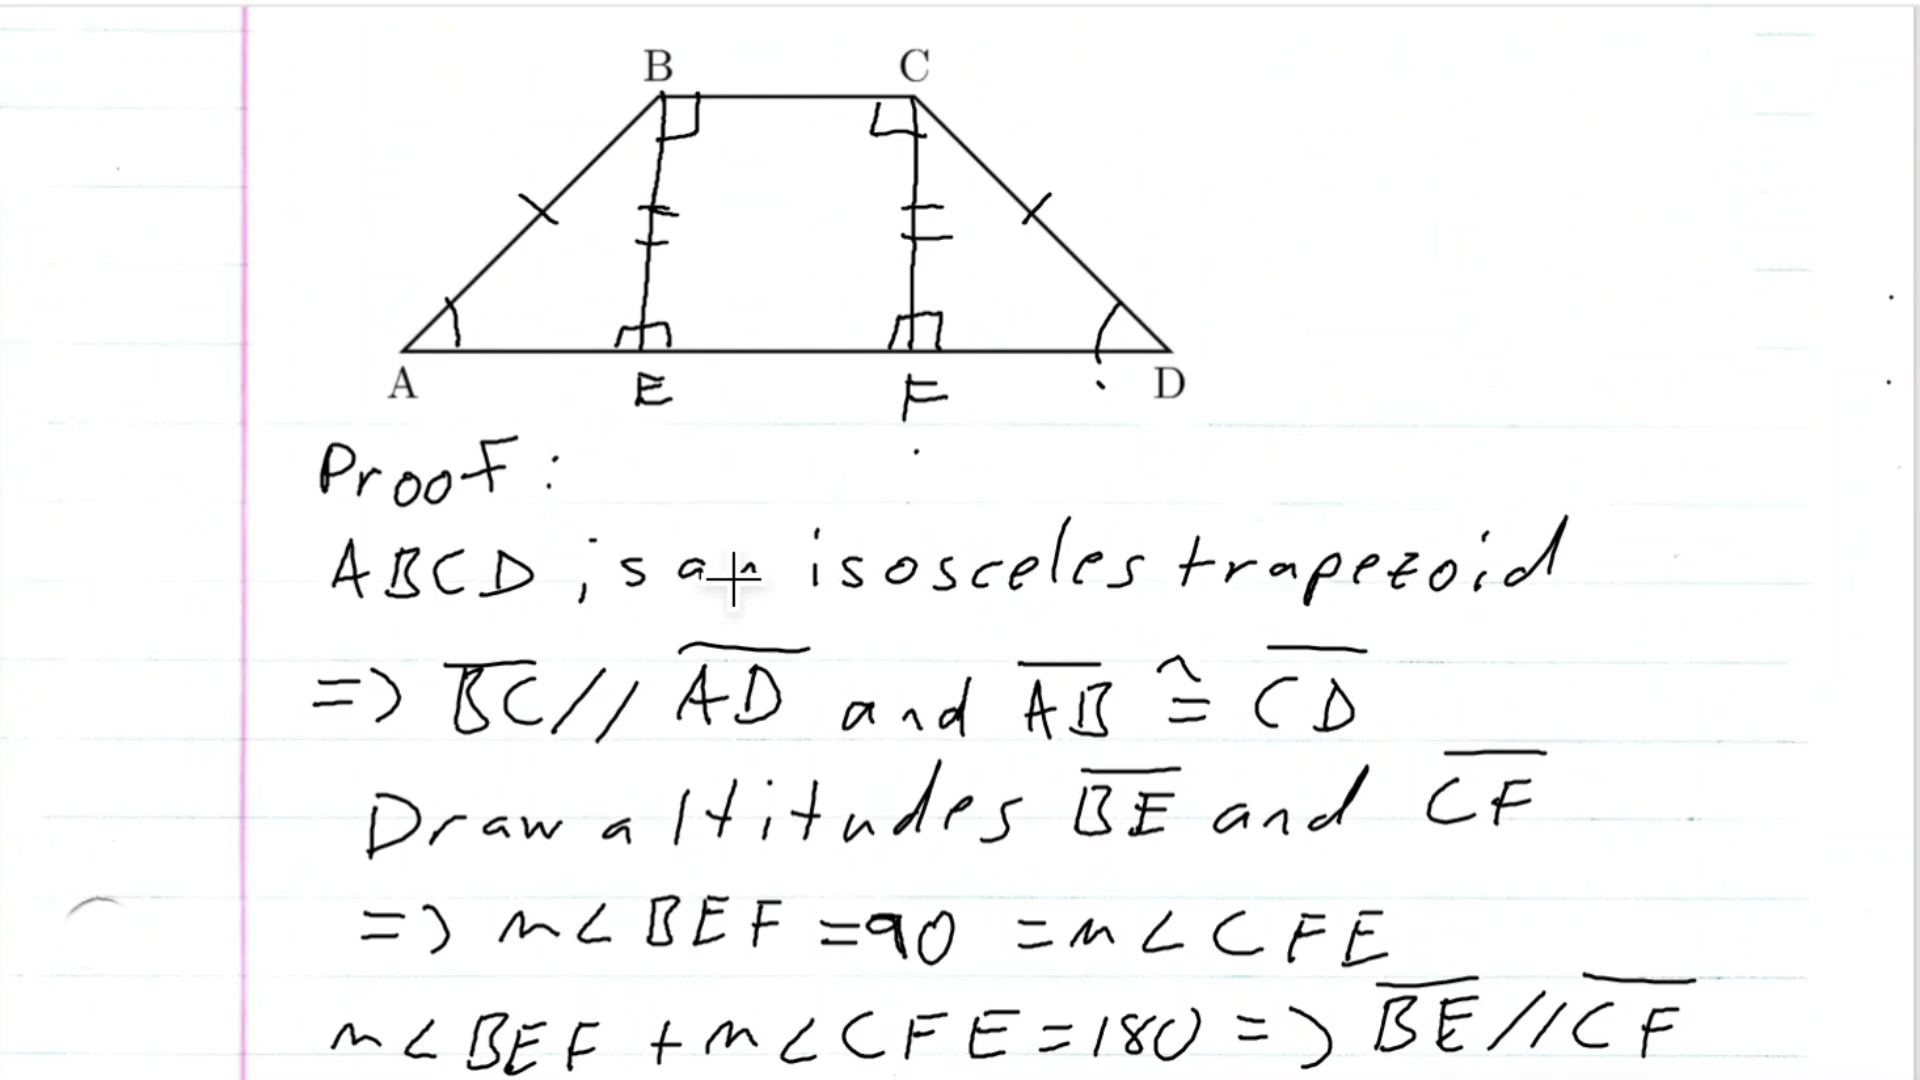 B C
A E F D
Proof:
ABCD is an isosceles trapezoid
=> BC // AD and AB ≅ CD
Draw altitudes BE and CF
=> m∠BEF = 90 = m∠CFE
m∠BEF + m∠CFE = 180 => BE // CF